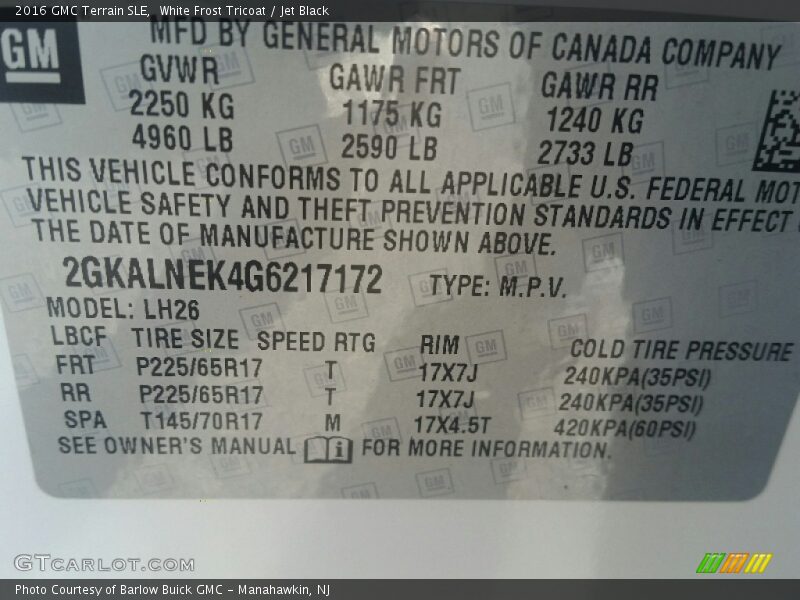 2016 GMC Terrain SLE, White Frost Tricoat / Jet Black
GM
MFD BY GENERAL MOTORS OF CANADA COMPANY
GVWR GAWR FRT GAWR RR
2250 KG 1175 KG 1240 KG
4960 LB 2590 LB 2733 LB
THIS VEHICLE CONFORMS TO ALL APPLICABLE U.S. FEDERAL MOT
VEHICLE SAFETY AND THEFT PREVENTION STANDARDS IN EFFECT
THE DATE OF MANUFACTURE SHOWN ABOVE.
2GKALNEK4G6217172 TYPE: M.P.V.
MODEL: LH26
LBCF TIRE SIZE SPEED RTG RIM COLD TIRE PRESSURE
FRT P225/65R17 T 17X7J 240KPA(35PSI)
RR P225/65R17 T 17X7J 240KPA(35PSI)
SPA T145/70R17 M 17X4.5T 420KPA(60PSI)
SEE OWNER'S MANUAL i FOR MORE INFORMATION.
GTCARLOT.COM
Photo Courtesy of Barlow Buick GMC - Manahawkin, NJ